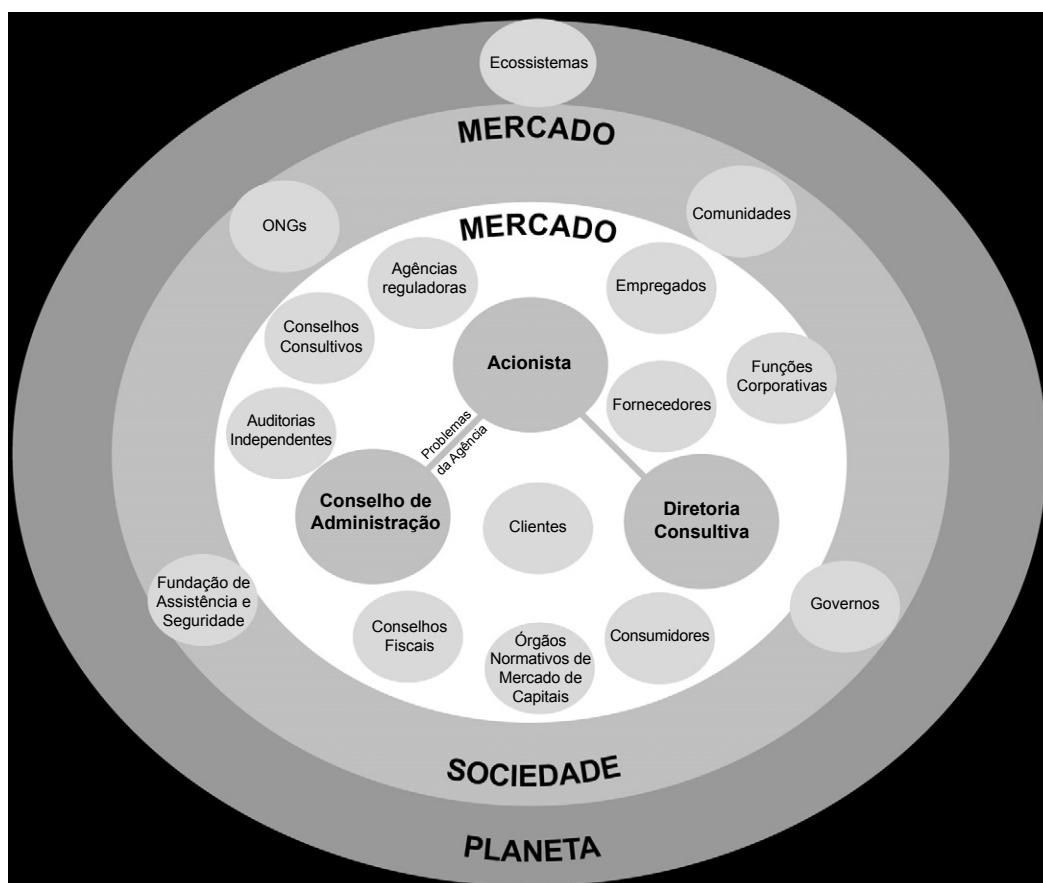 Ecossistemas
MERCADO
ONGs
Comunidades
MERCADO
Agências
reguladoras
Empregados
Conselhos
Consultivos
Acionista
Funções
Corporativas
Fornecedores
Auditorias
Independentes
Problemas
da Agência
Conselho de
Administração
Clientes
Diretoria
Consultiva
Fundação de
Assistência e
Seguridade
Governos
Conselhos
Fiscais
Órgãos
Normativos de
Mercado de
Capitais
Consumidores
SOCIEDADE
PLANETA